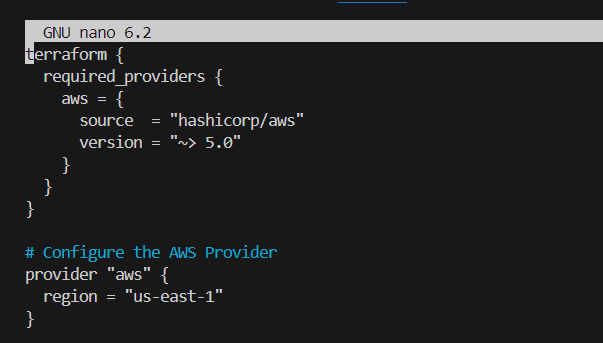 GNU nano 6.2
terraform {
  required_providers {
    aws = {
      source  = "hashicorp/aws"
      version = "~> 5.0"
    }
  }
}

# Configure the AWS Provider
provider "aws" {
  region = "us-east-1"
}